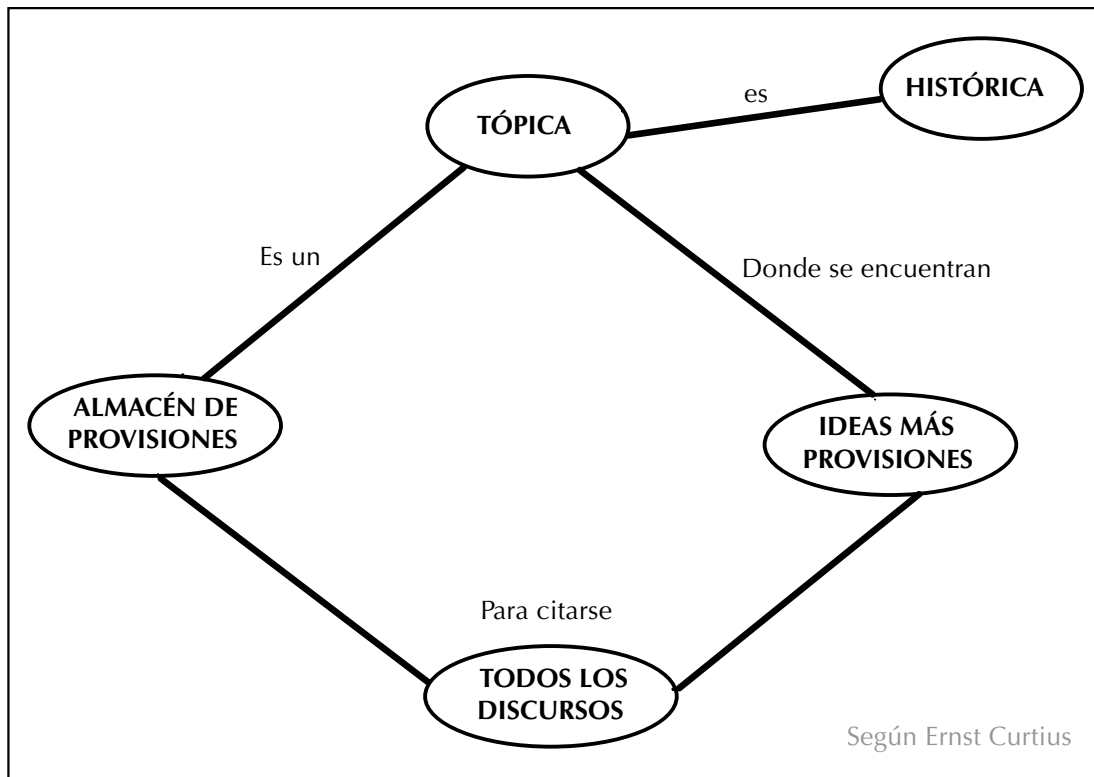 HISTÓRICA
es
TÓPICA
Es un
Donde se encuentran
ALMACÉN DE
PROVISIONES
IDEAS MÁS
PROVISIONES
Para citarse
TODOS LOS
DISCURSOS
Según Ernst Curtius